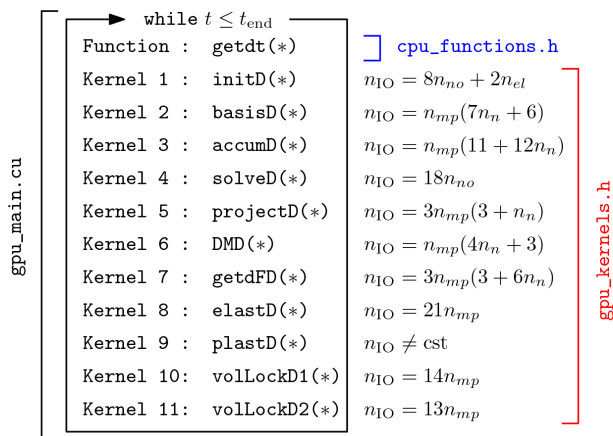 while t ≤ t_end
Function : getdt(*) cpu_functions.h
Kernel 1 : initD(*) n_IO = 8n_no + 2n_el
Kernel 2 : basisD(*) n_IO = n_mp(7n_n + 6)
Kernel 3 : accumD(*) n_IO = n_mp(11 + 12n_n)
Kernel 4 : solveD(*) n_IO = 18n_no
Kernel 5 : projectD(*) n_IO = 3n_mp(3 + n_n)
Kernel 6 : DMD(*) n_IO = n_mp(4n_n + 3)
Kernel 7 : getdFD(*) n_IO = 3n_mp(3 + 6n_n)
Kernel 8 : elastD(*) n_IO = 21n_mp
Kernel 9 : plastD(*) n_IO ≠ cst
Kernel 10: volLockD1(*) n_IO = 14n_mp
Kernel 11: volLockD2(*) n_IO = 13n_mp
gpu_main.cu
gpu_kernels.h